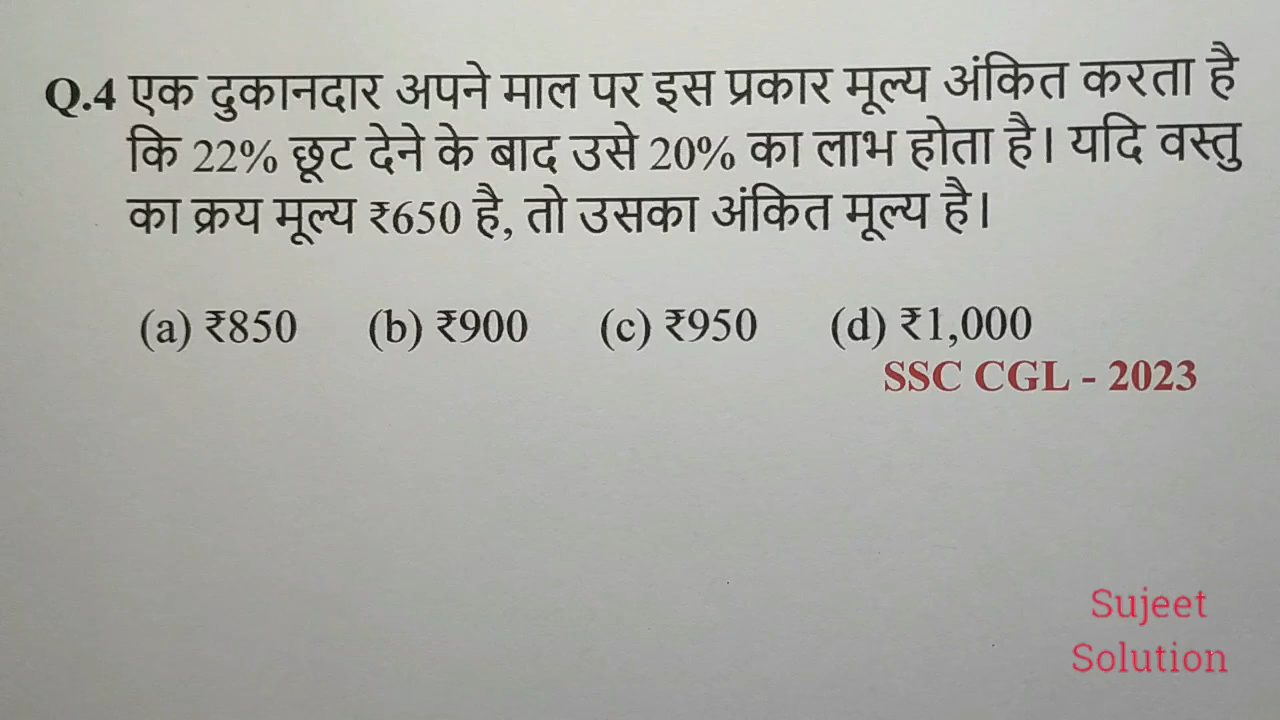 Q.4 एक दुकानदार अपने माल पर इस प्रकार मूल्य अंकित करता है
कि 22% छूट देने के बाद उसे 20% का लाभ होता है। यदि वस्तु
का क्रय मूल्य ₹650 है, तो उसका अंकित मूल्य है।
(a) ₹850 (b) ₹900 (c) ₹950 (d) ₹1,000
SSC CGL - 2023
Sujeet
Solution